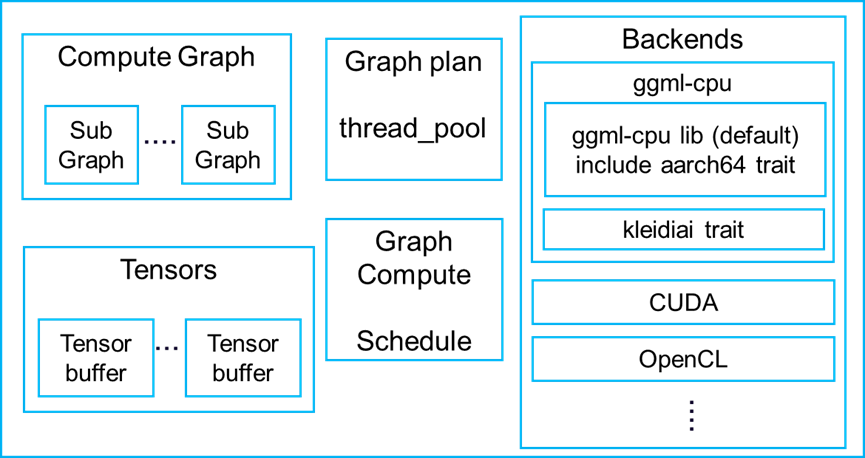 Compute Graph
Sub
Graph
....
Sub
Graph
Tensors
Tensor
buffer
...
Tensor
buffer
Graph plan
thread_pool
Graph
Compute
Schedule
Backends
ggml-cpu
ggml-cpu lib (default)
include aarch64 trait
kleidiai trait
CUDA
OpenCL